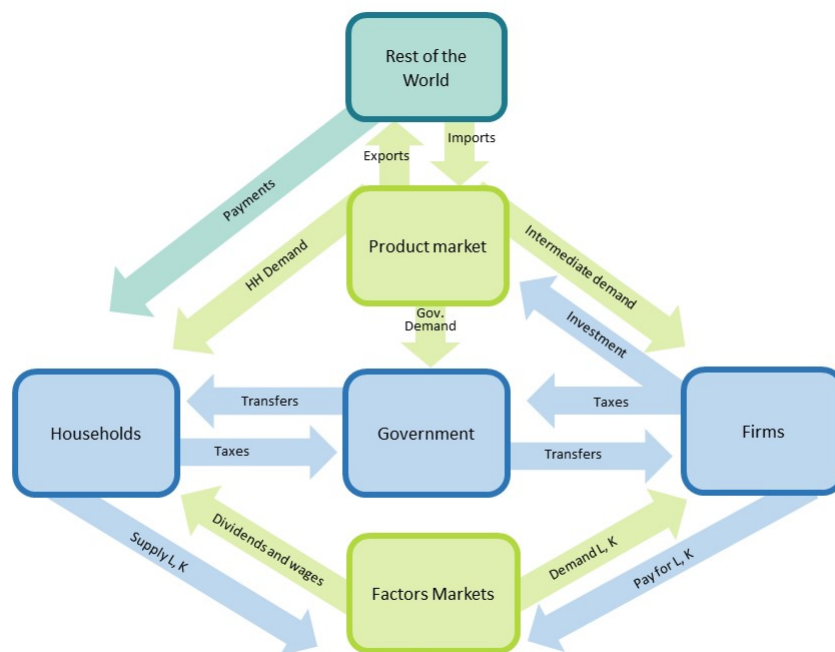 Rest of the
World
Imports
Exports
Payments
Product market
HH Demand
Intermediate demand
Gov.
Demand
Investment
Transfers
Taxes
Households
Government
Firms
Taxes
Transfers
Dividends and wages
Supply L, K
Demand L, K
Pay for L, K
Factors Markets